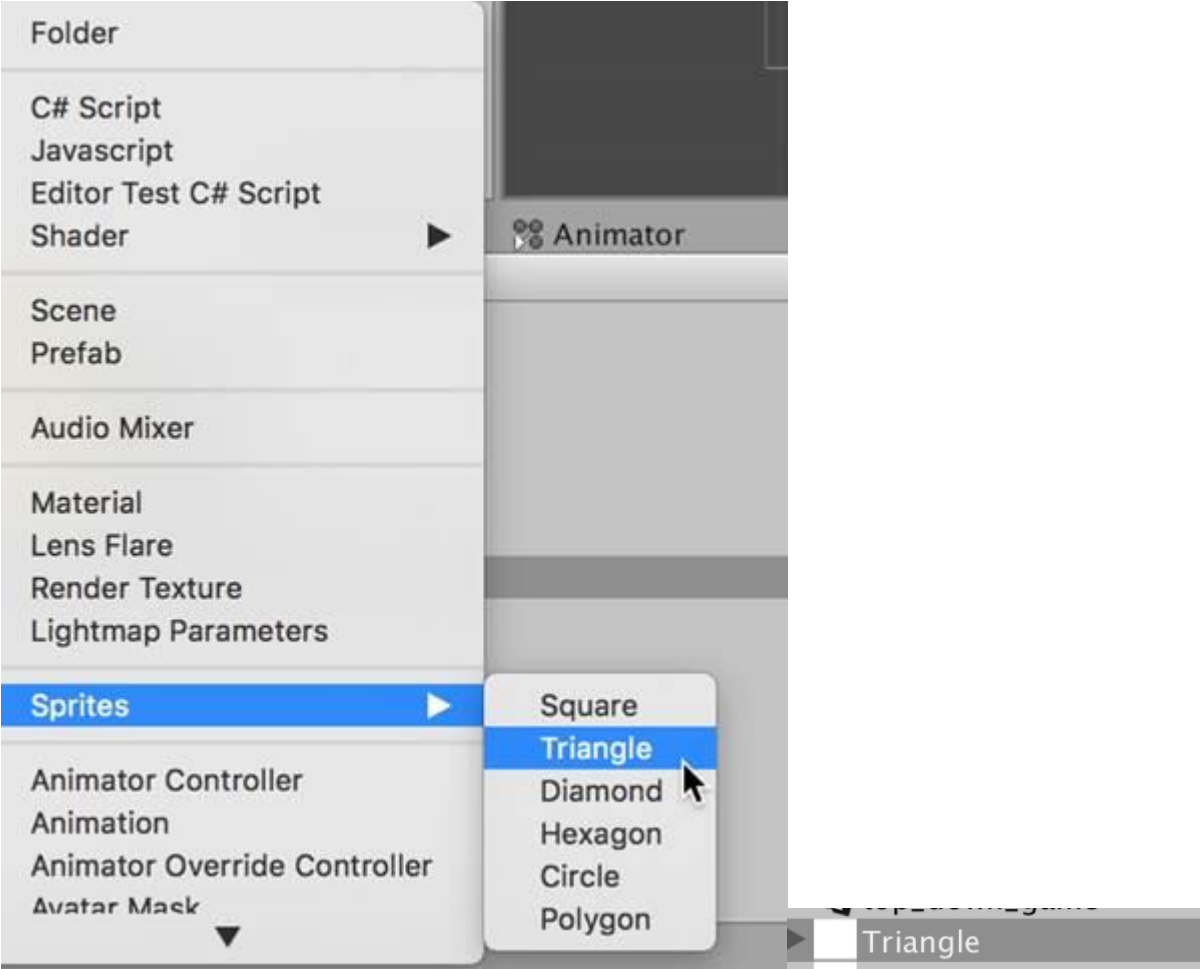 Folder
C# Script
Javascript
Editor Test C# Script
Shader
Animator
Scene
Prefab
Audio Mixer
Material
Lens Flare
Render Texture
Lightmap Parameters
Sprites
Square
Triangle
Diamond
Hexagon
Circle
Polygon
Animator Controller
Animation
Animator Override Controller
Avatar Mask
top_down_game
Triangle